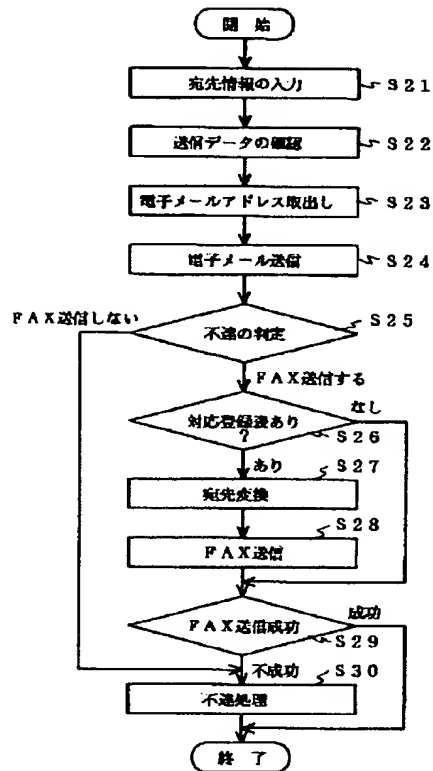 開始
宛先情報の入力
S21
送信データの確認
S22
電子メールアドレス取出し
S23
電子メール送信
S24
FAX送信しない
不達の判定
S25
FAX送信する
対応登録
あり
?
なし
S26
あり
S27
宛先変換
S28
FAX送信
FAX送信成功
成功
S29
不成功
S30
不達処理
終了